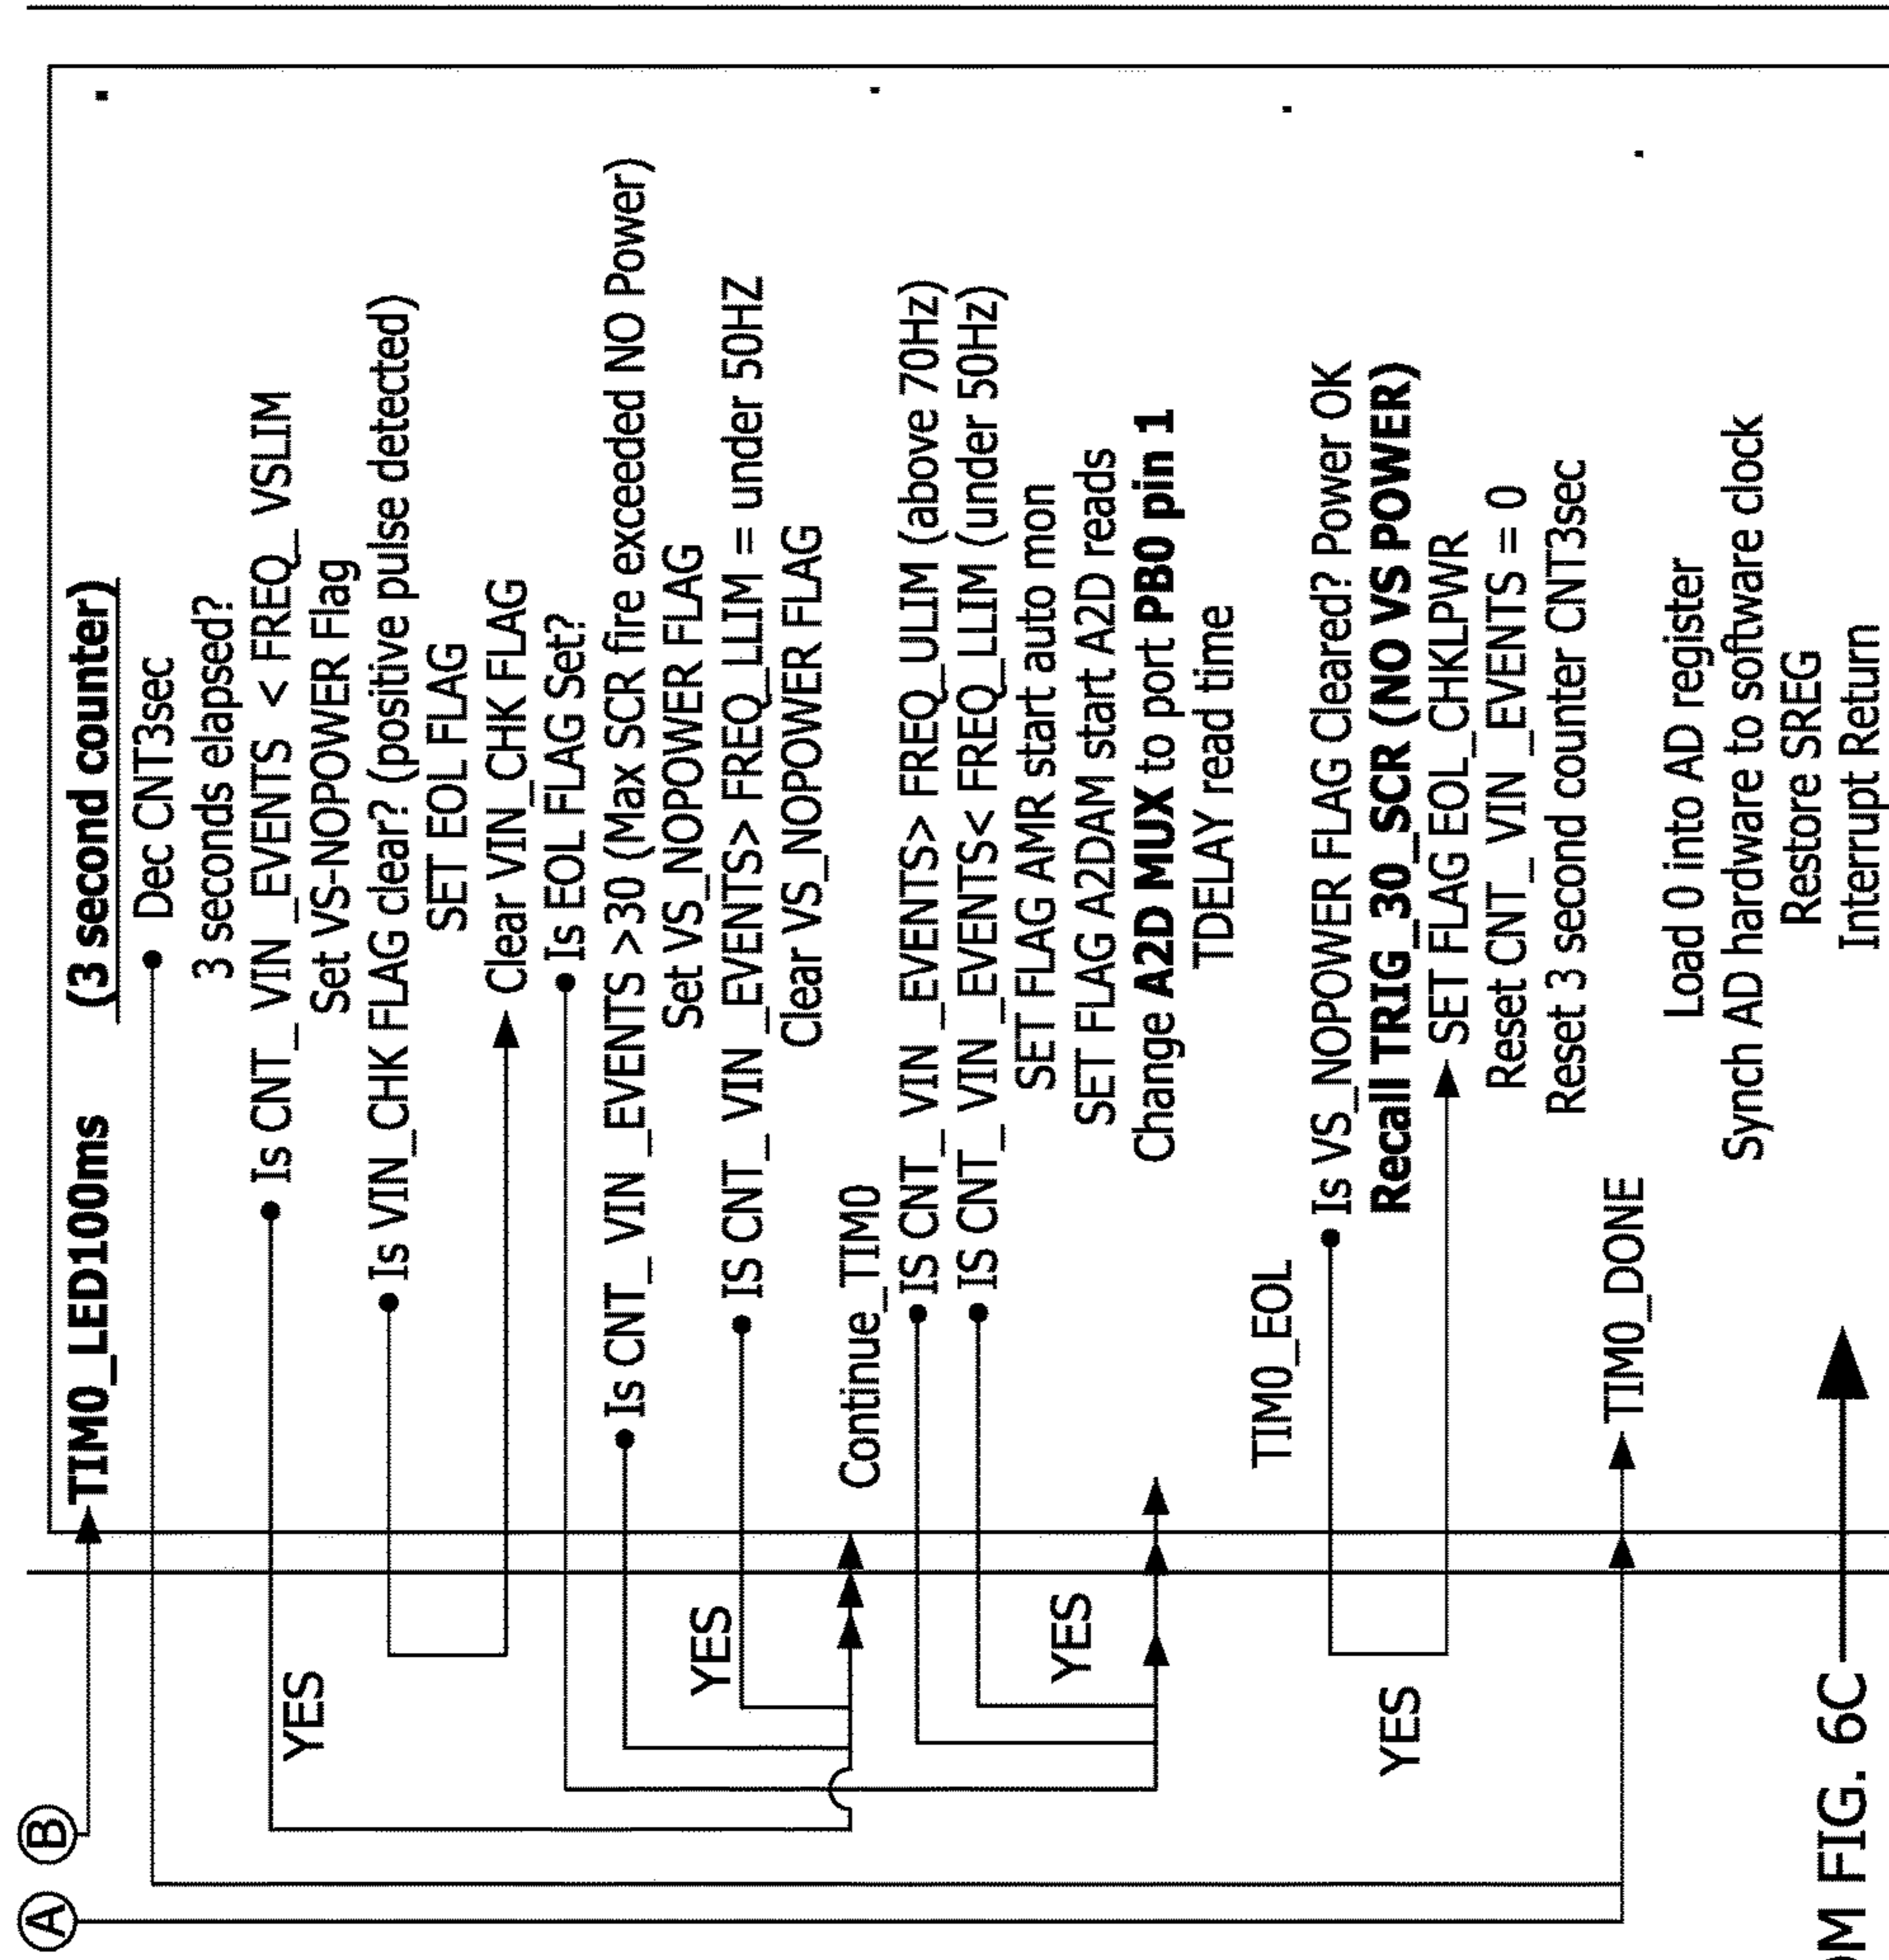 A
B
TIM0_LED100ms (3 second counter)
Dec CNT3sec
3 seconds elapsed?
Is CNT_ VIN _EVENTS < FREQ_ VSLIM
YES
Set VS-NOPOWER Flag
Is VIN_CHK FLAG clear? (positive pulse detected)
SET EOL FLAG
Clear VIN_CHK FLAG
Is EOL FLAG Set?
Is CNT_ VIN _EVENTS >30 (Max SCR fire exceeded NO Power)
Set VS_NOPOWER FLAG
YES
IS CNT_ VIN _EVENTS> FREQ_LLIM = under 50HZ
Clear VS_NOPOWER FLAG
Continue_TIM0
IS CNT_ VIN _EVENTS> FREQ_ULIM (above 70Hz)
IS CNT_ VIN_EVENTS< FREQ_LLIM (under 50Hz)
SET FLAG AMR start auto mon
YES
SET FLAG A2DAM start A2D reads
Change A2D MUX to port PB0 pin 1
TDELAY read time
TIM0_EOL
Is VS_NOPOWER FLAG Cleared? Power OK
Recall TRIG_30_SCR (NO VS POWER)
YES
SET FLAG EOL_CHKLPWR
Reset CNT_ VIN _EVENTS = 0
Reset 3 second counter CNT3sec
TIM0_DONE
Load 0 into AD register
Synch AD hardware to software clock
Restore SREG
Interrupt Return
FIG. 6C